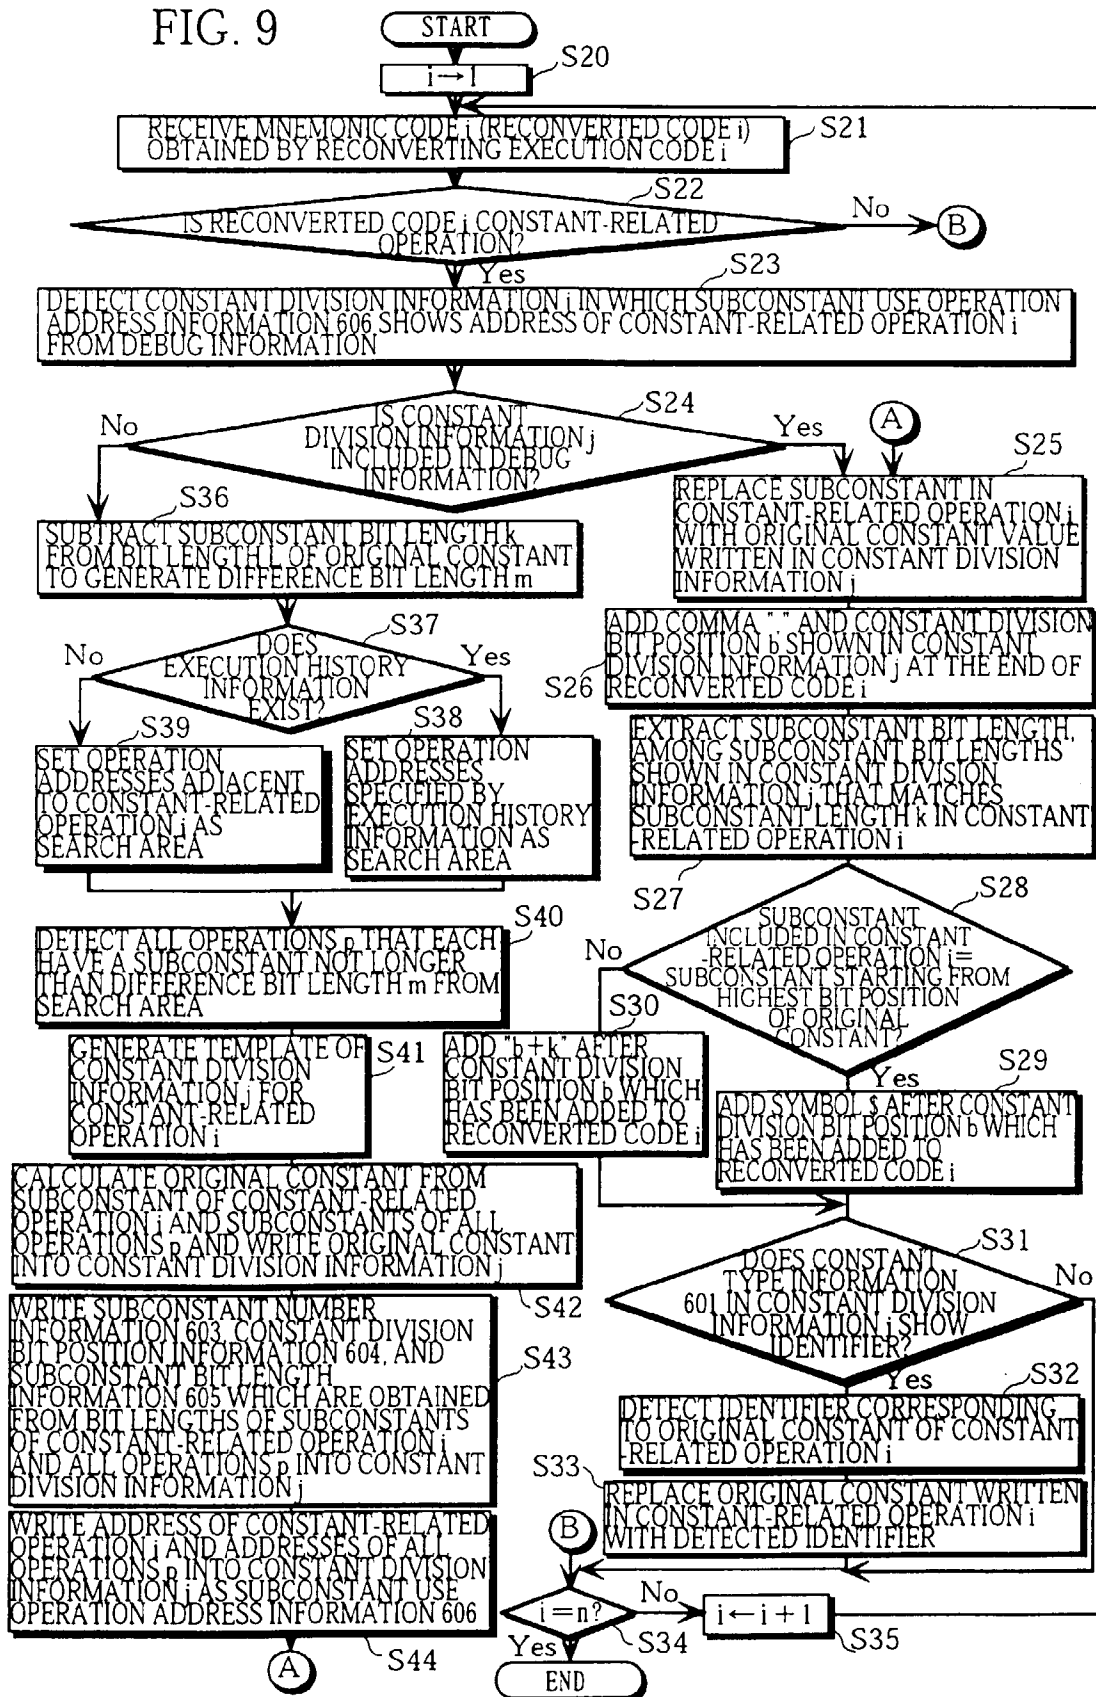 FIG. 9
START
i→1
S20
RECEIVE MNEMONIC CODE i (RECONVERTED CODE i)
OBTAINED BY RECONVERTING EXECUTION CODE i
S21
S22
IS RECONVERTED CODE i CONSTANT-RELATED
OPERATION?
No
B
Yes
S23
DETECT CONSTANT DIVISION INFORMATION j IN WHICH SUBCONSTANT USE OPERATION
ADDRESS INFORMATION 606 SHOWS ADDRESS OF CONSTANT-RELATED OPERATION i
FROM DEBUG INFORMATION
S24
IS CONSTANT
DIVISION INFORMATION j
INCLUDED IN DEBUG
INFORMATION?
No
Yes
A
S25
REPLACE SUBCONSTANT IN
CONSTANT-RELATED OPERATION i
WITH ORIGINAL CONSTANT VALUE
WRITTEN IN CONSTANT DIVISION
INFORMATION j
S36
SUBTRACT SUBCONSTANT BIT LENGTH k
FROM BIT LENGTH L OF ORIGINAL CONSTANT
TO GENERATE DIFFERENCE BIT LENGTH m
S26
ADD COMMA "," AND CONSTANT DIVISION
BIT POSITION b SHOWN IN CONSTANT
DIVISION INFORMATION j AT THE END OF
RECONVERTED CODE i
S37
DOES
EXECUTION HISTORY
INFORMATION
EXIST?
No
Yes
S39
SET OPERATION
ADDRESSES ADJACENT
TO CONSTANT-RELATED
OPERATION i AS
SEARCH AREA
S38
SET OPERATION
ADDRESSES
SPECIFIED BY
EXECUTION HISTORY
INFORMATION AS
SEARCH AREA
EXTRACT SUBCONSTANT BIT LENGTH,
AMONG SUBCONSTANT BIT LENGTHS
SHOWN IN CONSTANT DIVISION
INFORMATION j THAT MATCHES
SUBCONSTANT LENGTH k IN CONSTANT
-RELATED OPERATION i
S27
S28
SUBCONSTANT
INCLUDED IN CONSTANT
-RELATED OPERATION i=
SUBCONSTANT STARTING FROM
HIGHEST BIT POSITION
OF ORIGINAL
CONSTANT?
No
Yes
S40
DETECT ALL OPERATIONS p THAT EACH
HAVE A SUBCONSTANT NOT LONGER
THAN DIFFERENCE BIT LENGTH m FROM
SEARCH AREA
S30
ADD "b+k" AFTER
CONSTANT DIVISION
BIT POSITION b WHICH
HAS BEEN ADDED TO
RECONVERTED CODE i
S29
ADD SYMBOL $ AFTER CONSTANT
DIVISION BIT POSITION b WHICH
HAS BEEN ADDED TO
RECONVERTED CODE i
S41
GENERATE TEMPLATE OF
CONSTANT DIVISION
INFORMATION j FOR
CONSTANT-RELATED
OPERATION i
CALCULATE ORIGINAL CONSTANT FROM
SUBCONSTANT OF CONSTANT-RELATED
OPERATION i AND SUBCONSTANTS OF ALL
OPERATIONS p AND WRITE ORIGINAL CONSTANT
INTO CONSTANT DIVISION INFORMATION j
S42
S31
DOES CONSTANT
TYPE INFORMATION
601 IN CONSTANT DIVISION
INFORMATION j SHOW
IDENTIFIER?
No
Yes
WRITE SUBCONSTANT NUMBER
INFORMATION 603, CONSTANT DIVISION
BIT POSITION INFORMATION 604, AND
SUBCONSTANT BIT LENGTH
INFORMATION 605 WHICH ARE OBTAINED
FROM BIT LENGTHS OF SUBCONSTANTS
OF CONSTANT-RELATED OPERATION i
AND ALL OPERATIONS p INTO CONSTANT
DIVISION INFORMATION j
S43
S32
DETECT IDENTIFIER CORRESPONDING
TO ORIGINAL CONSTANT OF CONSTANT
-RELATED OPERATION i
S33
REPLACE ORIGINAL CONSTANT WRITTEN
IN CONSTANT-RELATED OPERATION i
WITH DETECTED IDENTIFIER
WRITE ADDRESS OF CONSTANT-RELATED
OPERATION i AND ADDRESSES OF ALL
OPERATIONS p INTO CONSTANT DIVISION
INFORMATION j AS SUBCONSTANT USE
OPERATION ADDRESS INFORMATION 606
S44
A
B
i=n?
S34
No
i←i+1
S35
Yes
END